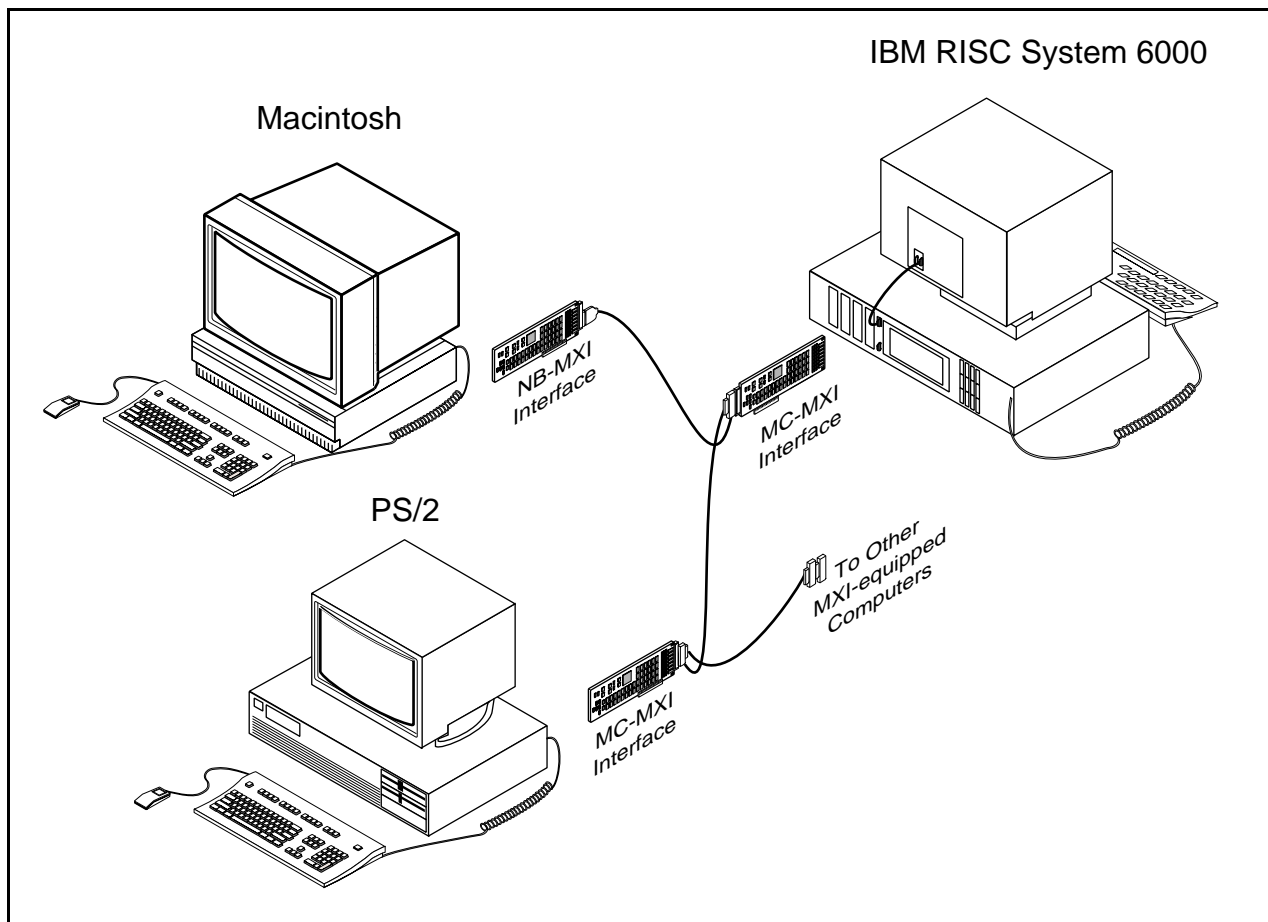 IBM RISC System 6000
Macintosh
NB-MXI
Interface
MC-MXI
Interface
PS/2
To Other
MXI-equipped
Computers
MC-MXI
Interface